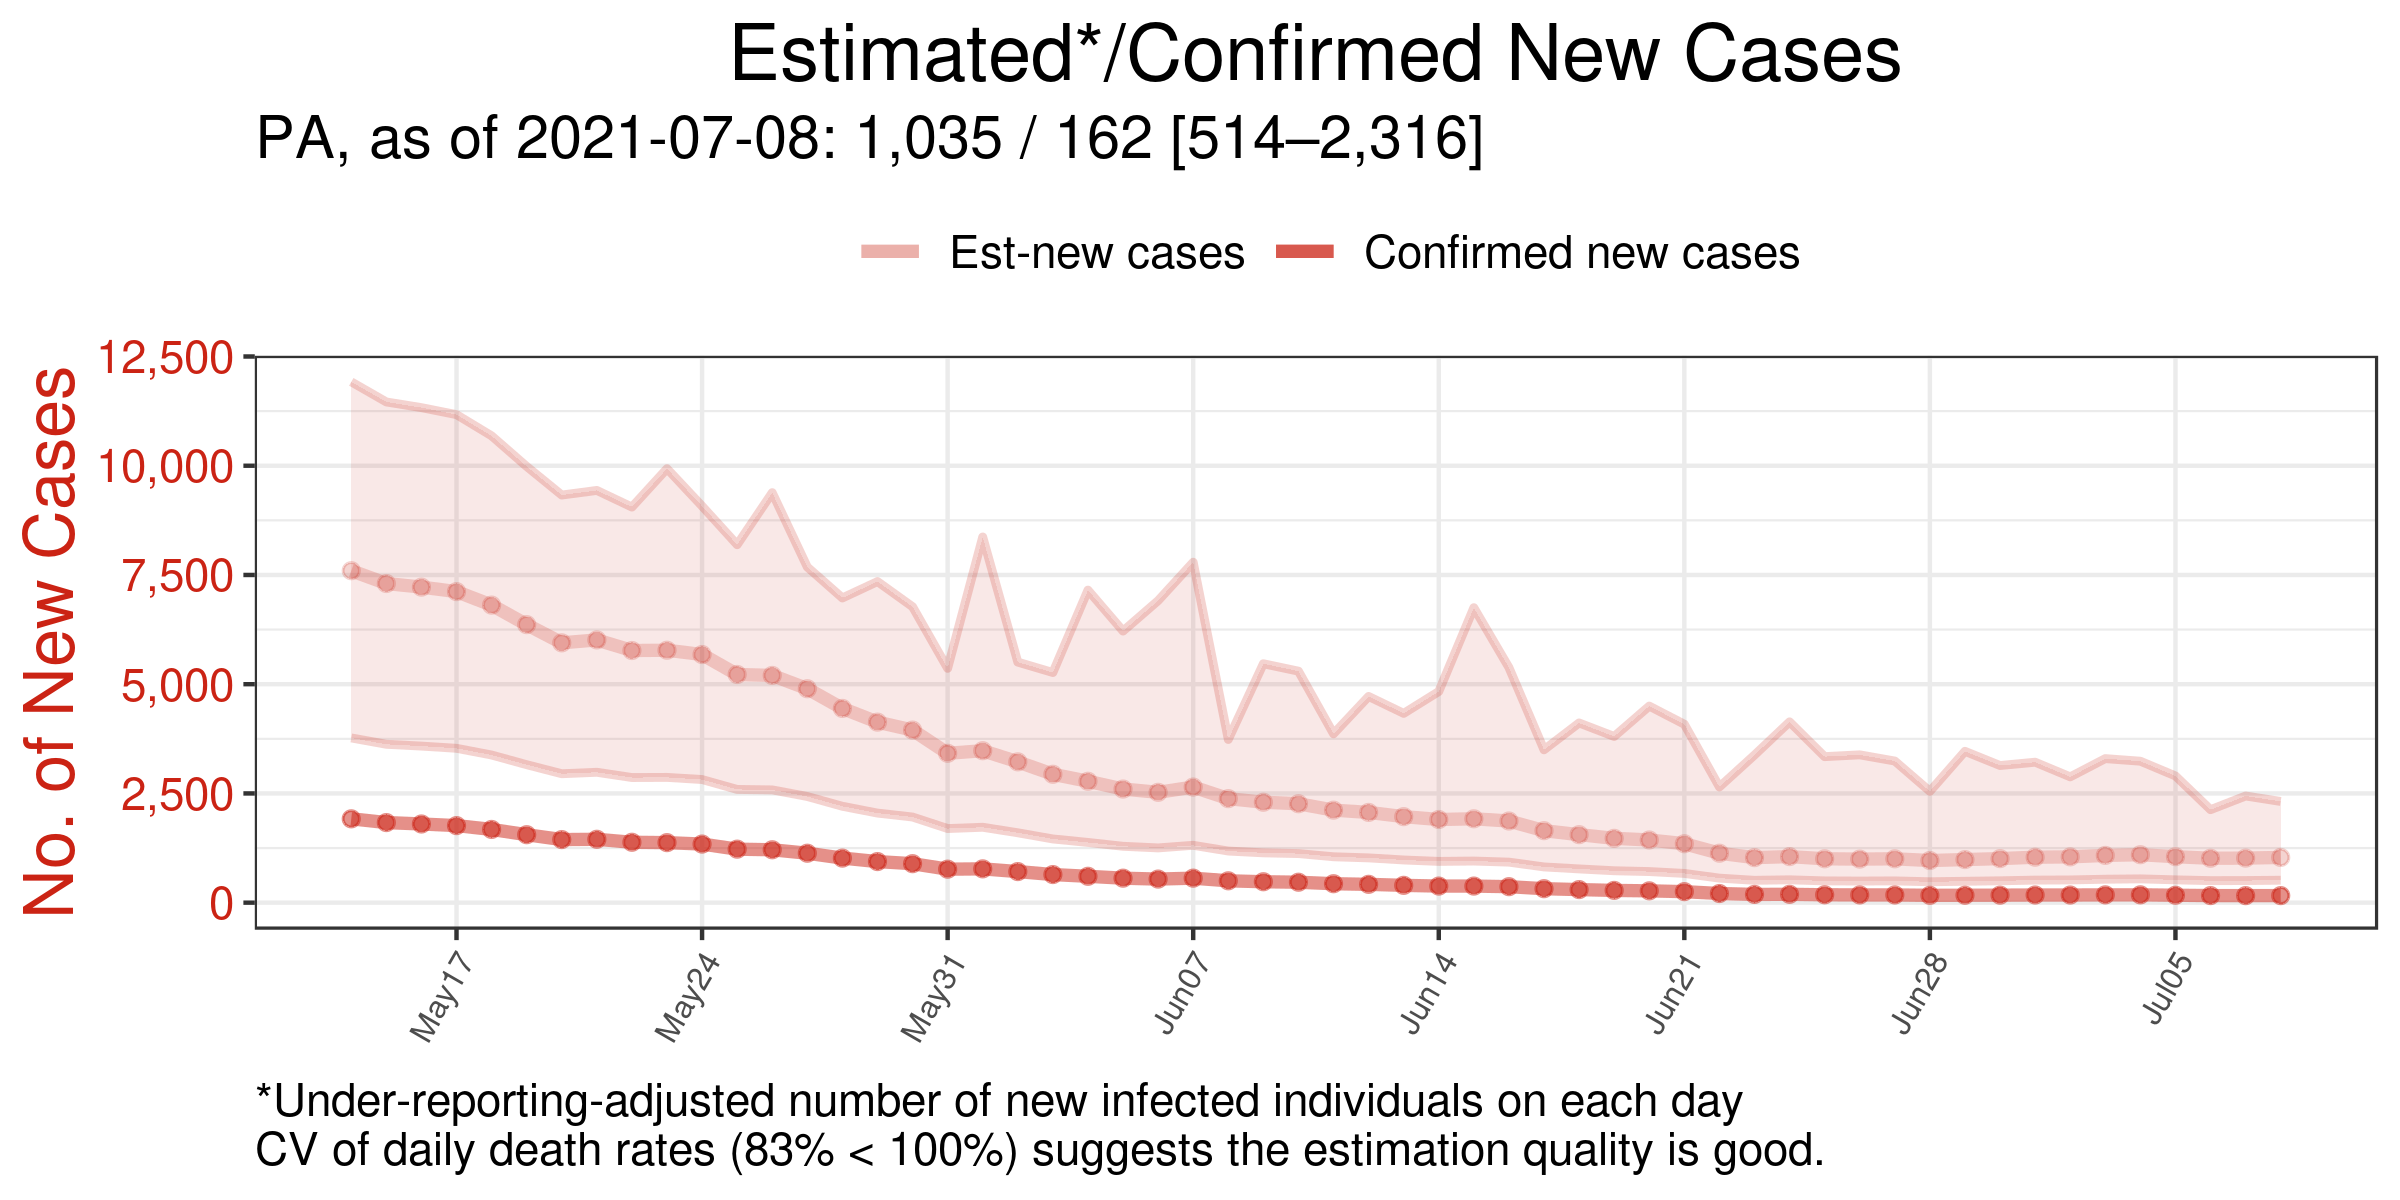 Estimated*/Confirmed New Cases
PA, as of 2021-07-08: 1,035 / 162 [514–2,316]
Est-new cases
Confirmed new cases
No. of New Cases
12,500
10,000
7,500
5,000
2,500
0
May17
May24
May31
Jun07
Jun14
Jun21
Jun28
Jul05
*Under-reporting-adjusted number of new infected individuals on each day
CV of daily death rates (83% < 100%) suggests the estimation quality is good.